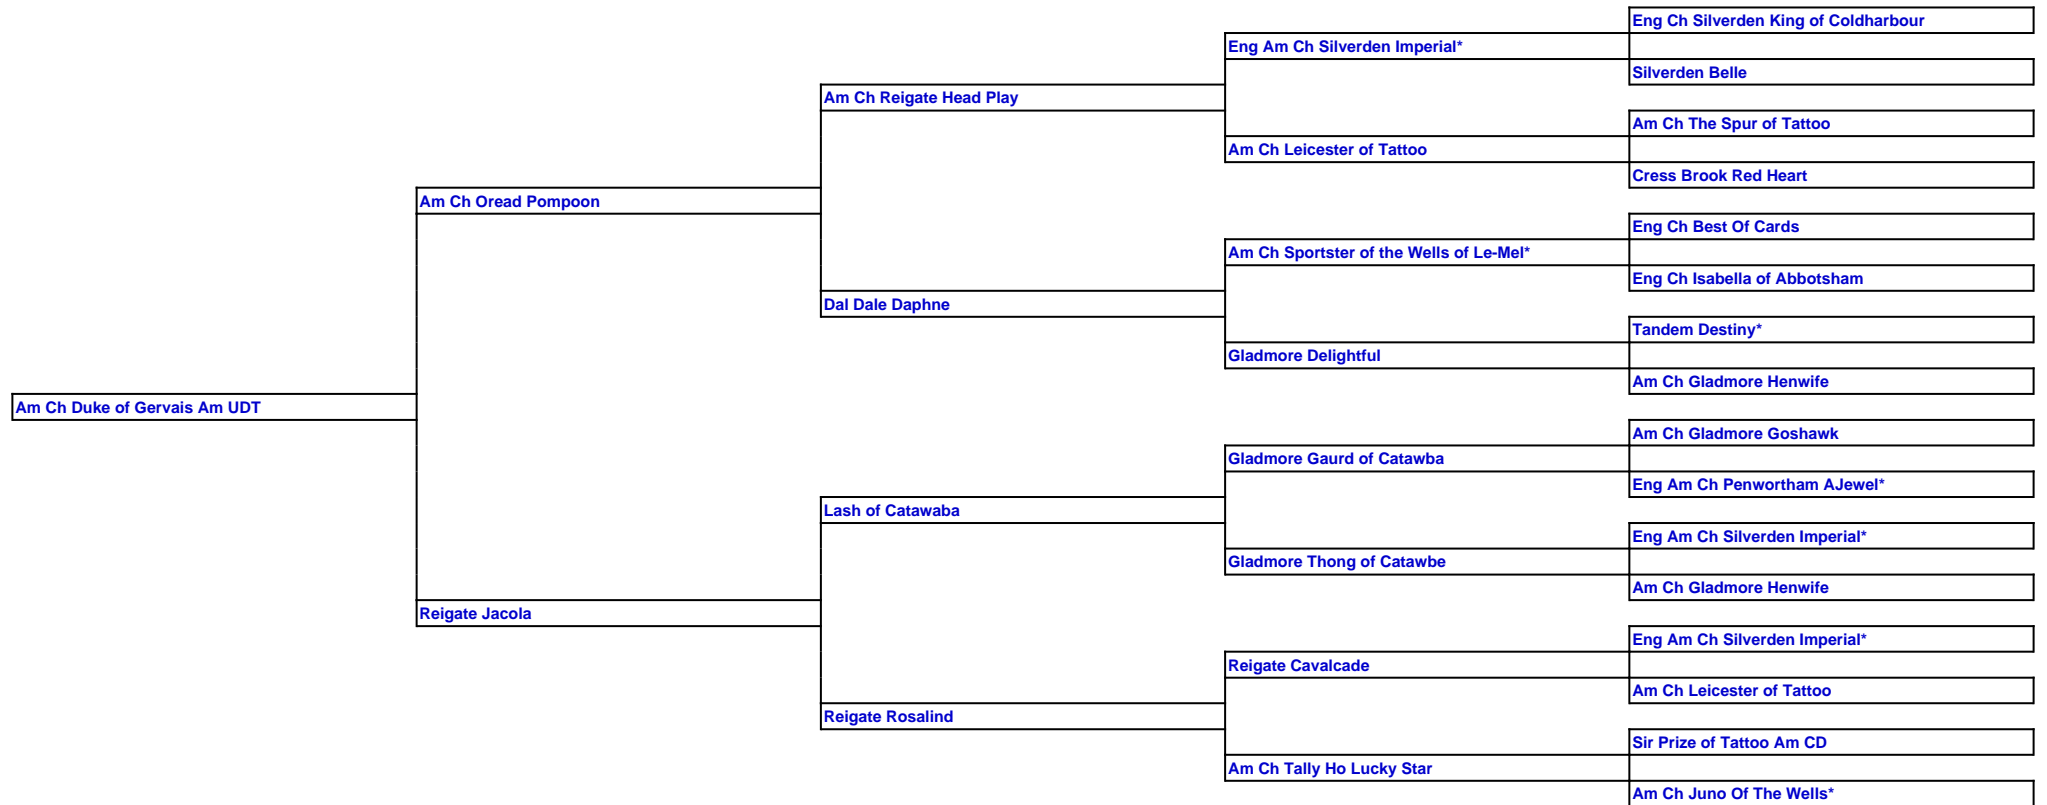 Eng Ch Silverden King of Coldharbour
Eng Am Ch Silverden Imperial*
Silverden Belle
Am Ch Reigate Head Play
Am Ch The Spur of Tattoo
Am Ch Leicester of Tattoo
Cress Brook Red Heart
Am Ch Oread Pompoon
Eng Ch Best Of Cards
Am Ch Sportster of the Wells of Le-Mel*
Eng Ch Isabella of Abbotsham
Dal Dale Daphne
Tandem Destiny*
Gladmore Delightful
Am Ch Gladmore Henwife
Am Ch Duke of Gervais Am UDT
Am Ch Gladmore Goshawk
Gladmore Gaurd of Catawba
Eng Am Ch Penwortham AJewel*
Lash of Catawaba
Eng Am Ch Silverden Imperial*
Gladmore Thong of Catawbe
Am Ch Gladmore Henwife
Reigate Jacola
Eng Am Ch Silverden Imperial*
Reigate Cavalcade
Am Ch Leicester of Tattoo
Reigate Rosalind
Sir Prize of Tattoo Am CD
Am Ch Tally Ho Lucky Star
Am Ch Juno Of The Wells*